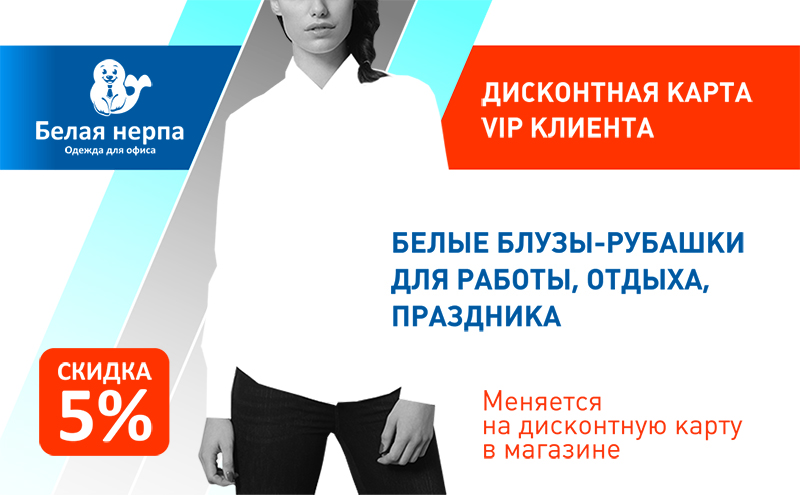 Белая нерпа
Одежда для офиса
ДИСКОНТНАЯ КАРТА
VIP КЛИЕНТА
БЕЛЫЕ БЛУЗЫ-РУБАШКИ
ДЛЯ РАБОТЫ, ОТДЫХА,
ПРАЗДНИКА
СКИДКА
5%
Меняется
на дисконтную карту
в магазине